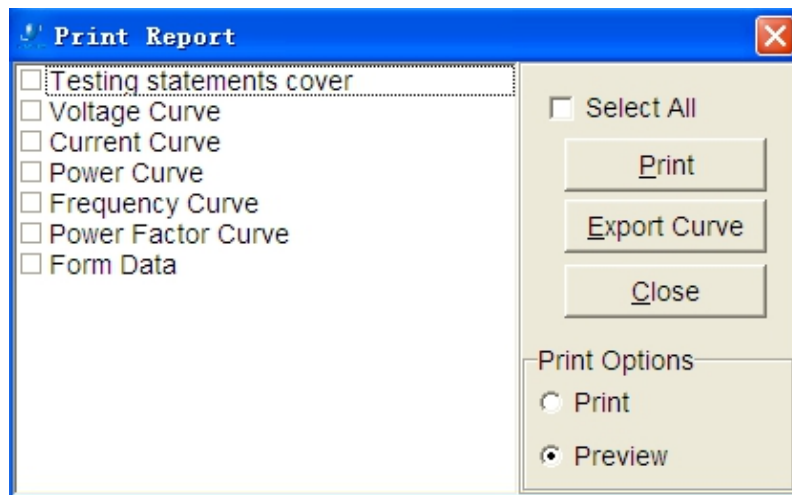 Print Report
Testing statements cover
Voltage Curve
Current Curve
Power Curve
Frequency Curve
Power Factor Curve
Form Data
Select All
Print
Export Curve
Close
Print Options
Print
Preview